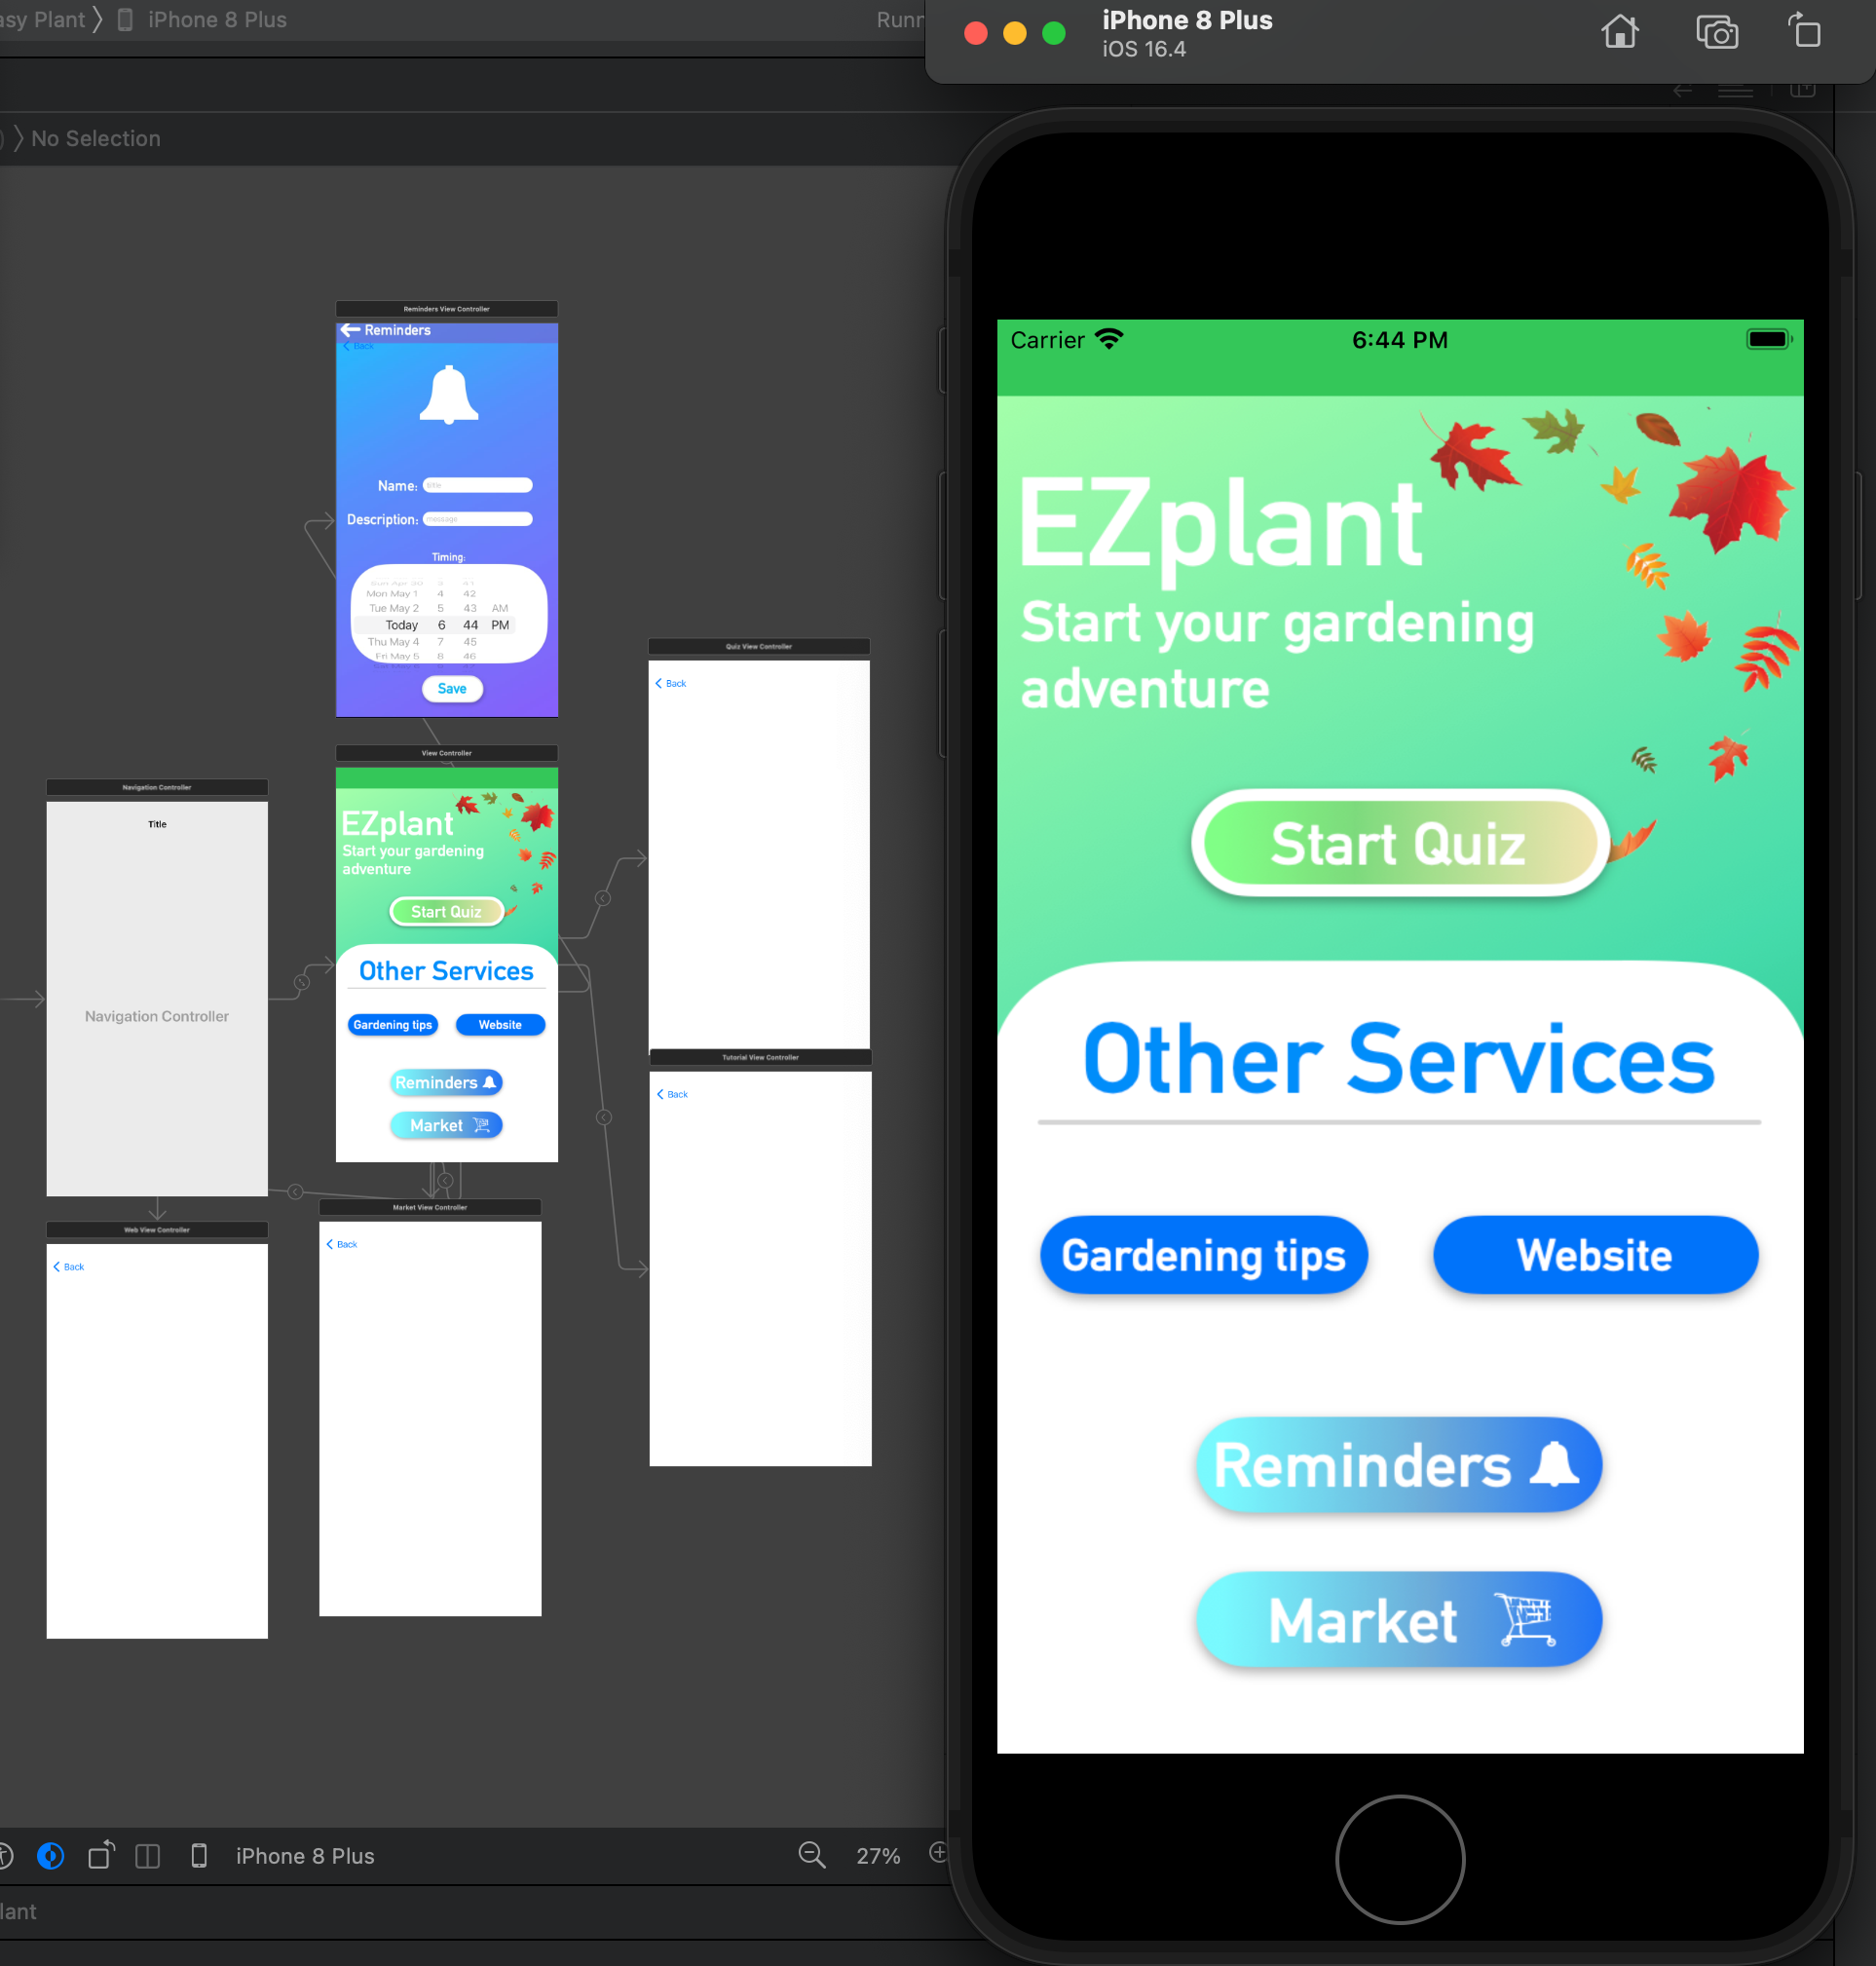 asy Plant
iPhone 8 Plus
Runn
No Selection
Reminders View Controller
Reminders
Back
Name:
title
Description:
message
Timing:
Sun Apr 30 3 41
Mon May 1 4 42
Tue May 2 5 43 AM
Today 6 44 PM
Thu May 4 7 45
Fri May 5 8 46
Save
View Controller
EZplant
Start your gardening
adventure
Start Quiz
Other Services
Gardening tips
Website
Reminders
Market
Navigation Controller
Title
Navigation Controller
Quiz View Controller
Back
Tutorial View Controller
Back
Web View Controller
Back
Market View Controller
Back
iPhone 8 Plus
27%
lant
iPhone 8 Plus
iOS 16.4
Carrier
6:44 PM
EZplant
Start your gardening
adventure
Start Quiz
Other Services
Gardening tips
Website
Reminders
Market